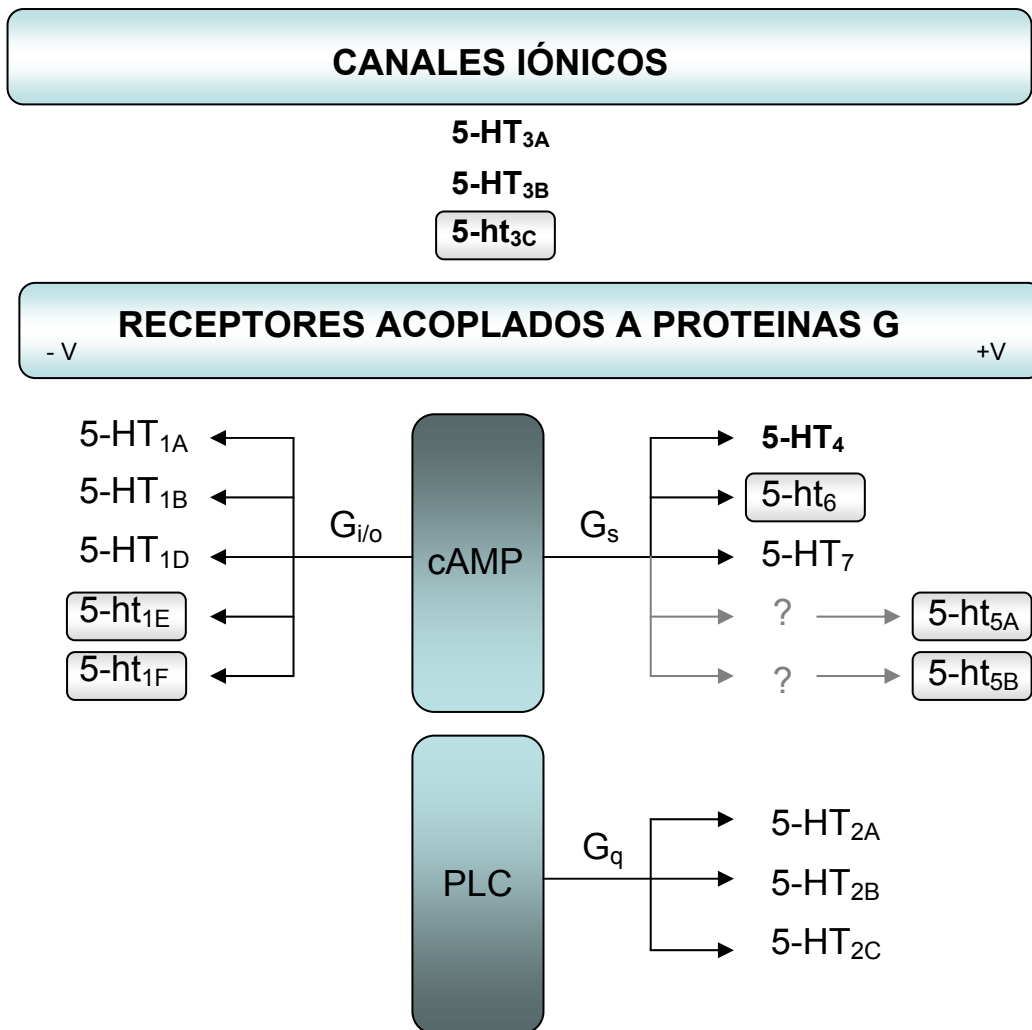 CANALES IÓNICOS
5-HT3A
5-HT3B
5-ht3C
RECEPTORES ACOPLADOS A PROTEINAS G
- V
+V
5-HT1A
5-HT1B
5-HT1D
5-ht1E
5-ht1F
Gi/o
cAMP
Gs
5-HT4
5-ht6
5-HT7
? 5-ht5A
? 5-ht5B
PLC
Gq
5-HT2A
5-HT2B
5-HT2C